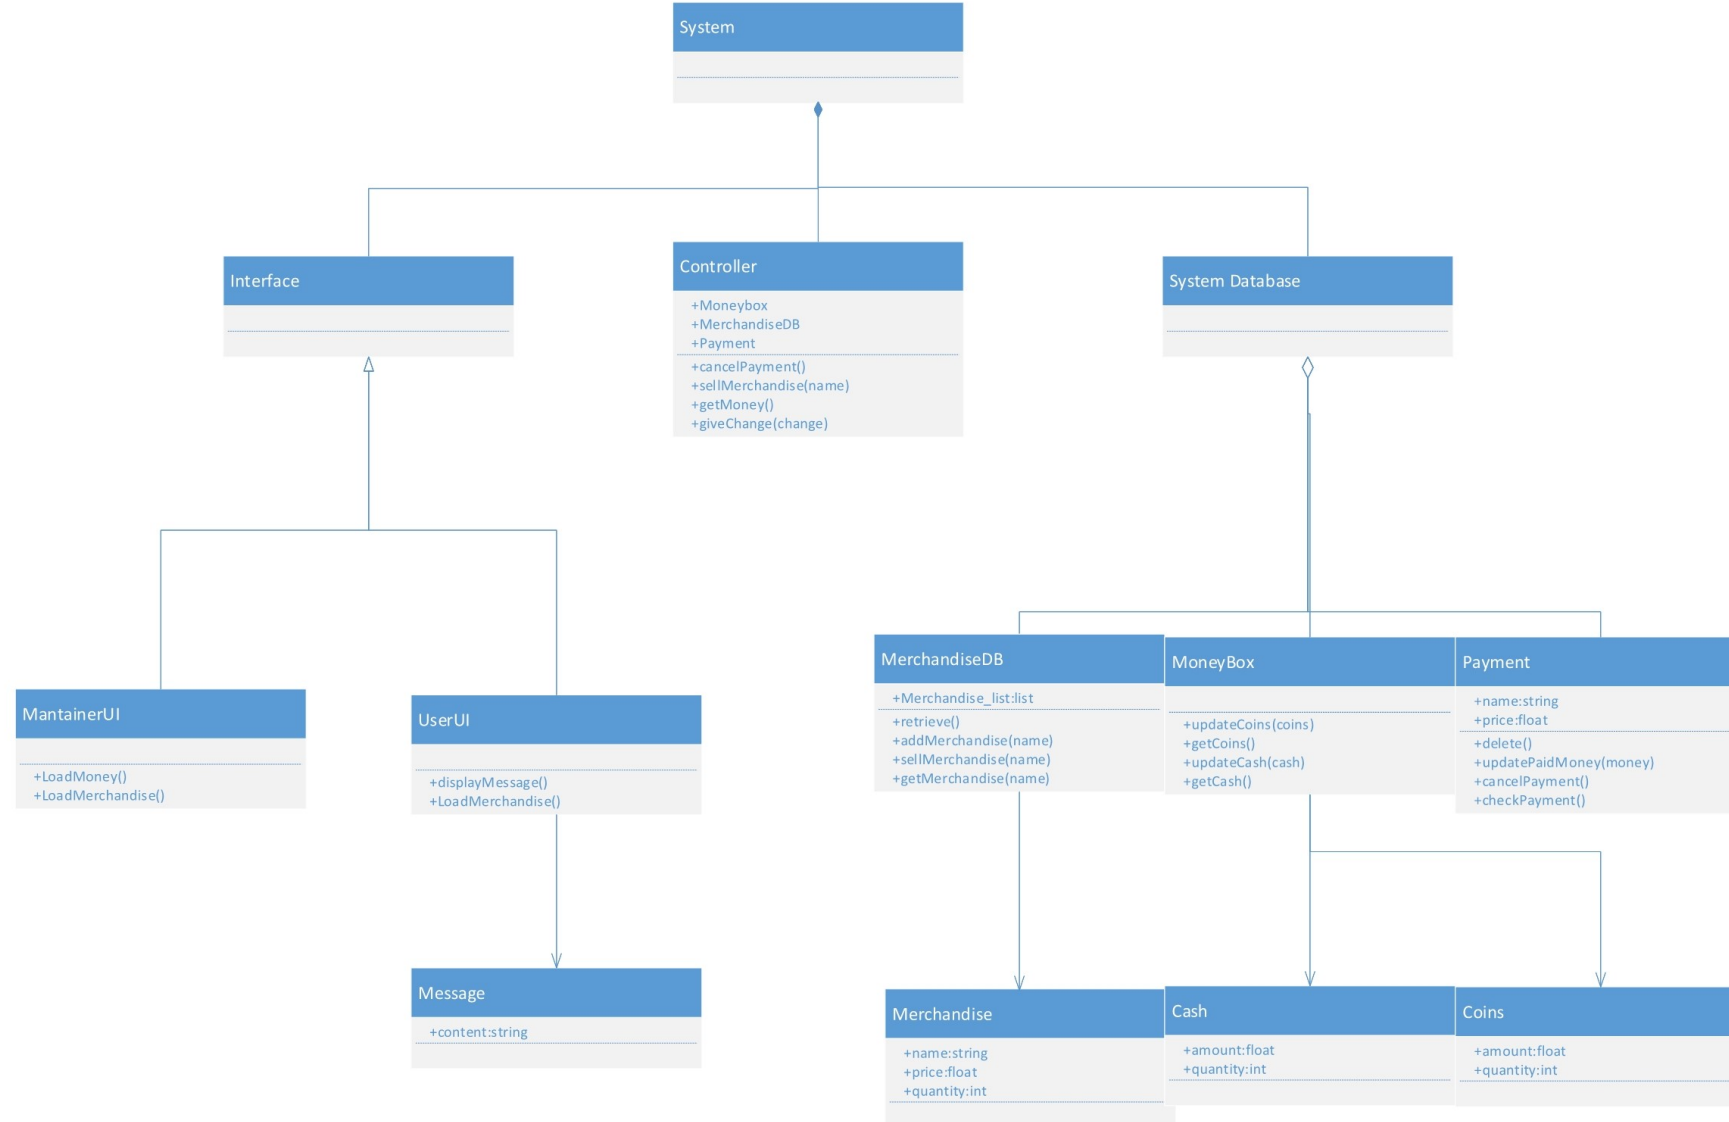 System
Interface
Controller
+Moneybox
+MerchandiseDB
+Payment
+cancelPayment()
+sellMerchandise(name)
+getMoney()
+giveChange(change)
System Database
MantainerUI
+LoadMoney()
+LoadMerchandise()
UserUI
+displayMessage()
+LoadMerchandise()
MerchandiseDB
+Merchandise_list:list
+retrieve()
+addMerchandise(name)
+sellMerchandise(name)
+getMerchandise(name)
MoneyBox
+updateCoins(coins)
+getCoins()
+updateCash(cash)
+getCash()
Payment
+name:string
+price:float
+delete()
+updatePaidMoney(money)
+cancelPayment()
+checkPayment()
Message
+content:string
Merchandise
+name:string
+price:float
+quantity:int
Cash
+amount:float
+quantity:int
Coins
+amount:float
+quantity:int